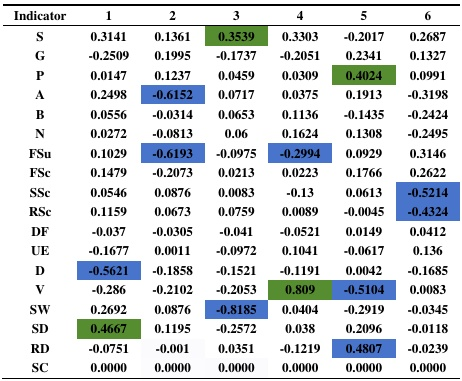 Indicator 1 2 3 4 5 6
S 0.3141 0.1361 0.3539 0.3303 -0.2017 0.2687
G -0.2509 0.1995 -0.1737 -0.2051 0.2341 0.1327
P 0.0147 0.1237 0.0459 0.0309 0.4024 0.0991
A 0.2498 -0.6152 0.0717 0.0375 0.1913 -0.3198
B 0.0556 -0.0314 0.0653 0.1136 -0.1435 -0.2424
N 0.0272 -0.0813 0.06 0.1624 0.1308 -0.2495
FSu 0.1029 -0.6193 -0.0975 -0.2994 0.0929 0.3146
FSc 0.1479 -0.2073 0.0213 0.0223 0.1766 0.2622
SSc 0.0546 0.0876 0.0083 -0.13 0.0613 -0.5214
RSc 0.1159 0.0673 0.0759 0.0089 -0.0045 -0.4324
DF -0.037 -0.0305 -0.041 -0.0521 0.0149 0.0412
UE -0.1677 0.0011 -0.0972 0.1041 -0.0617 0.136
D -0.5621 -0.1858 -0.1521 -0.1191 0.0042 -0.1685
V -0.286 -0.2102 -0.2053 0.809 -0.5104 0.0083
SW 0.2692 0.0876 -0.8185 0.0404 -0.2919 -0.0345
SD 0.4667 0.1195 -0.2572 0.038 0.2096 -0.0118
RD -0.0751 -0.001 0.0351 -0.1219 0.4807 -0.0239
SC 0.0000 0.0000 0.0000 0.0000 0.0000 0.0000